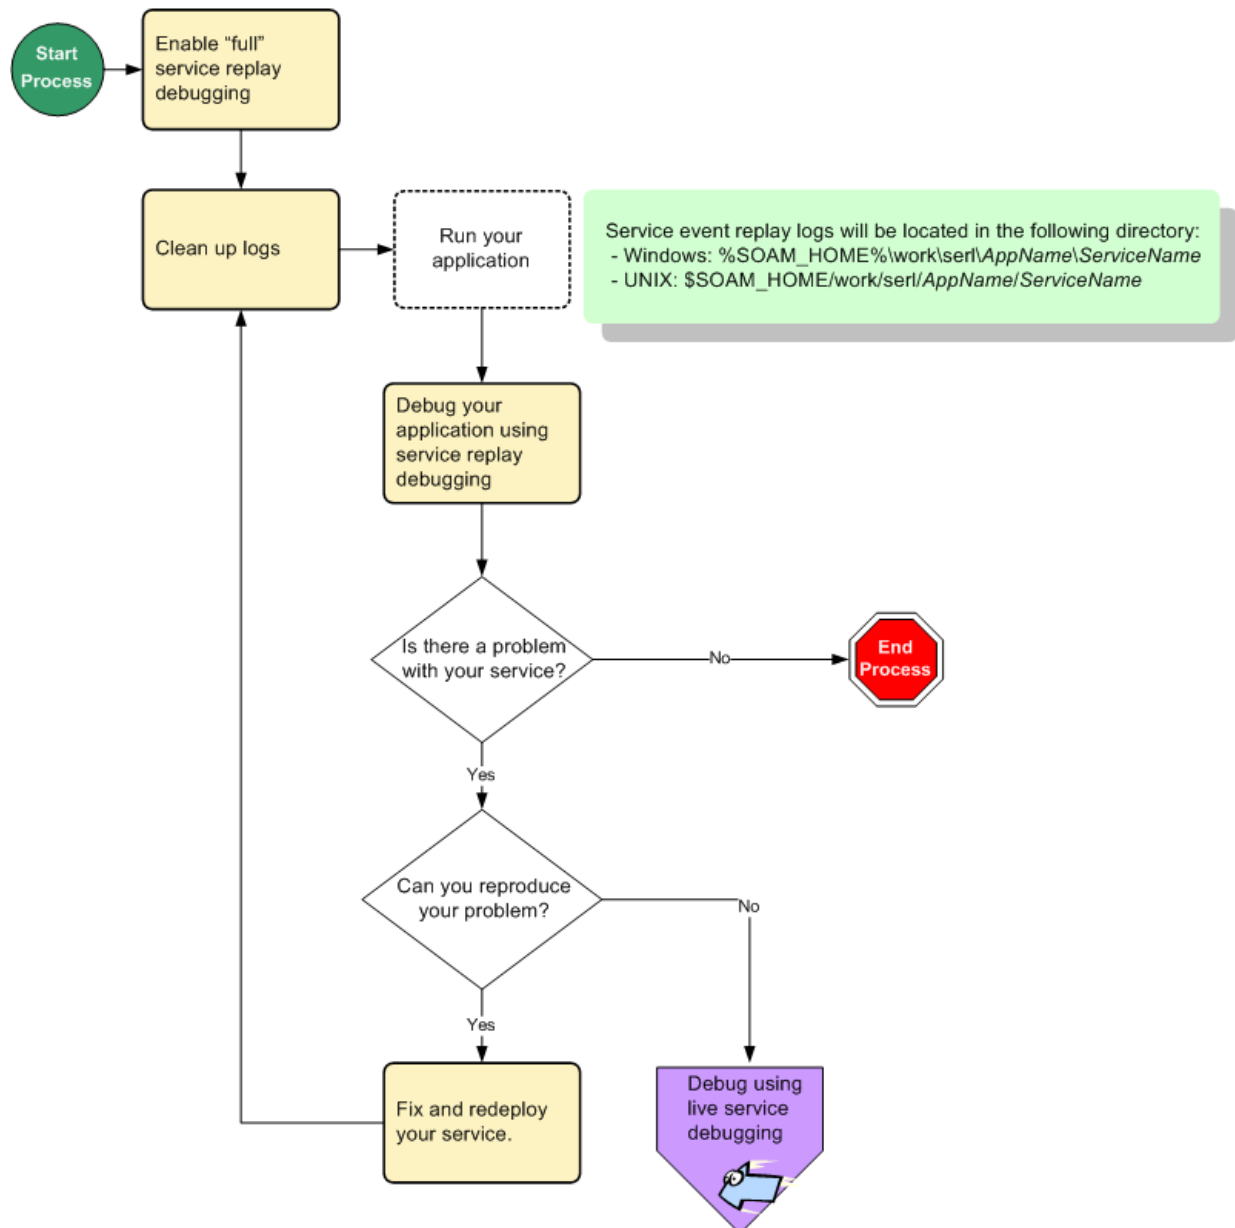 Start
Process
Enable “full”
service replay
debugging
Clean up logs
Run your
application
Service event replay logs will be located in the following directory:
- Windows: %SOAM_HOME%\work\serl\AppName\ServiceName
- UNIX: $SOAM_HOME/work/serl/AppName/ServiceName
Debug your
application using
service replay
debugging
Is there a problem
with your service?
No
End
Process
Yes
Can you reproduce
your problem?
No
Yes
Fix and redeploy
your service.
Debug using
live service
debugging